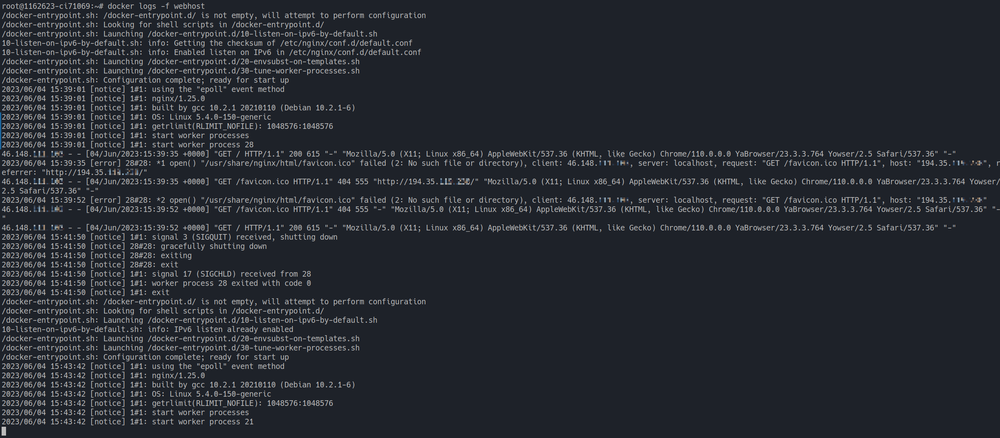 root@1162623-ci71069:~# docker logs -f webhost
/docker-entrypoint.sh: /docker-entrypoint.d/ is not empty, will attempt to perform configuration
/docker-entrypoint.sh: Looking for shell scripts in /docker-entrypoint.d/
/docker-entrypoint.sh: Launching /docker-entrypoint.d/10-listen-on-ipv6-by-default.sh
10-listen-on-ipv6-by-default.sh: info: Getting the checksum of /etc/nginx/conf.d/default.conf
10-listen-on-ipv6-by-default.sh: info: Enabled listen on IPv6 in /etc/nginx/conf.d/default.conf
/docker-entrypoint.sh: Launching /docker-entrypoint.d/20-envsubst-on-templates.sh
/docker-entrypoint.sh: Launching /docker-entrypoint.d/30-tune-worker-processes.sh
/docker-entrypoint.sh: Configuration complete; ready for start up
2023/06/04 15:39:01 [notice] 1#1: using the "epoll" event method
2023/06/04 15:39:01 [notice] 1#1: nginx/1.25.0
2023/06/04 15:39:01 [notice] 1#1: built by gcc 10.2.1 20210110 (Debian 10.2.1-6)
2023/06/04 15:39:01 [notice] 1#1: OS: Linux 5.4.0-150-generic
2023/06/04 15:39:01 [notice] 1#1: getrlimit(RLIMIT_NOFILE): 1048576:1048576
2023/06/04 15:39:01 [notice] 1#1: start worker processes
2023/06/04 15:39:01 [notice] 1#1: start worker process 28
46.148. - - [04/Jun/2023:15:39:35 +0000] "GET / HTTP/1.1" 200 615 "-" "Mozilla/5.0 (X11; Linux x86_64) AppleWebKit/537.36 (KHTML, like Gecko) Chrome/110.0.0.0 YaBrowser/23.3.3.764 Yowser/2.5 Safari/537.36" "-"
2023/06/04 15:39:35 [error] 28#28: *1 open() "/usr/share/nginx/html/favicon.ico" failed (2: No such file or directory), client: 46.148. , server: localhost, request: "GET /favicon.ico HTTP/1.1", host: "194.35. ", r
eferrer: "http://194.35. /"
46.148. - - [04/Jun/2023:15:39:35 +0000] "GET /favicon.ico HTTP/1.1" 404 555 "http://194.35. /" "Mozilla/5.0 (X11; Linux x86_64) AppleWebKit/537.36 (KHTML, like Gecko) Chrome/110.0.0.0 YaBrowser/23.3.3.764 Yowser/
2.5 Safari/537.36" "-"
2023/06/04 15:39:52 [error] 28#28: *2 open() "/usr/share/nginx/html/favicon.ico" failed (2: No such file or directory), client: 46.148. , server: localhost, request: "GET /favicon.ico HTTP/1.1", host: "194.35. "
46.148. - - [04/Jun/2023:15:39:52 +0000] "GET /favicon.ico HTTP/1.1" 404 555 "-" "Mozilla/5.0 (X11; Linux x86_64) AppleWebKit/537.36 (KHTML, like Gecko) Chrome/110.0.0.0 YaBrowser/23.3.3.764 Yowser/2.5 Safari/537.36" "-
"
46.148. - - [04/Jun/2023:15:39:52 +0000] "GET / HTTP/1.1" 200 615 "-" "Mozilla/5.0 (X11; Linux x86_64) AppleWebKit/537.36 (KHTML, like Gecko) Chrome/110.0.0.0 YaBrowser/23.3.3.764 Yowser/2.5 Safari/537.36" "-"
2023/06/04 15:41:50 [notice] 1#1: signal 3 (SIGQUIT) received, shutting down
2023/06/04 15:41:50 [notice] 28#28: gracefully shutting down
2023/06/04 15:41:50 [notice] 28#28: exiting
2023/06/04 15:41:50 [notice] 28#28: exit
2023/06/04 15:41:50 [notice] 1#1: signal 17 (SIGCHLD) received from 28
2023/06/04 15:41:50 [notice] 1#1: worker process 28 exited with code 0
2023/06/04 15:41:50 [notice] 1#1: exit
/docker-entrypoint.sh: /docker-entrypoint.d/ is not empty, will attempt to perform configuration
/docker-entrypoint.sh: Looking for shell scripts in /docker-entrypoint.d/
/docker-entrypoint.sh: Launching /docker-entrypoint.d/10-listen-on-ipv6-by-default.sh
10-listen-on-ipv6-by-default.sh: info: IPv6 listen already enabled
/docker-entrypoint.sh: Launching /docker-entrypoint.d/20-envsubst-on-templates.sh
/docker-entrypoint.sh: Launching /docker-entrypoint.d/30-tune-worker-processes.sh
/docker-entrypoint.sh: Configuration complete; ready for start up
2023/06/04 15:43:42 [notice] 1#1: using the "epoll" event method
2023/06/04 15:43:42 [notice] 1#1: nginx/1.25.0
2023/06/04 15:43:42 [notice] 1#1: built by gcc 10.2.1 20210110 (Debian 10.2.1-6)
2023/06/04 15:43:42 [notice] 1#1: OS: Linux 5.4.0-150-generic
2023/06/04 15:43:42 [notice] 1#1: getrlimit(RLIMIT_NOFILE): 1048576:1048576
2023/06/04 15:43:42 [notice] 1#1: start worker processes
2023/06/04 15:43:42 [notice] 1#1: start worker process 21